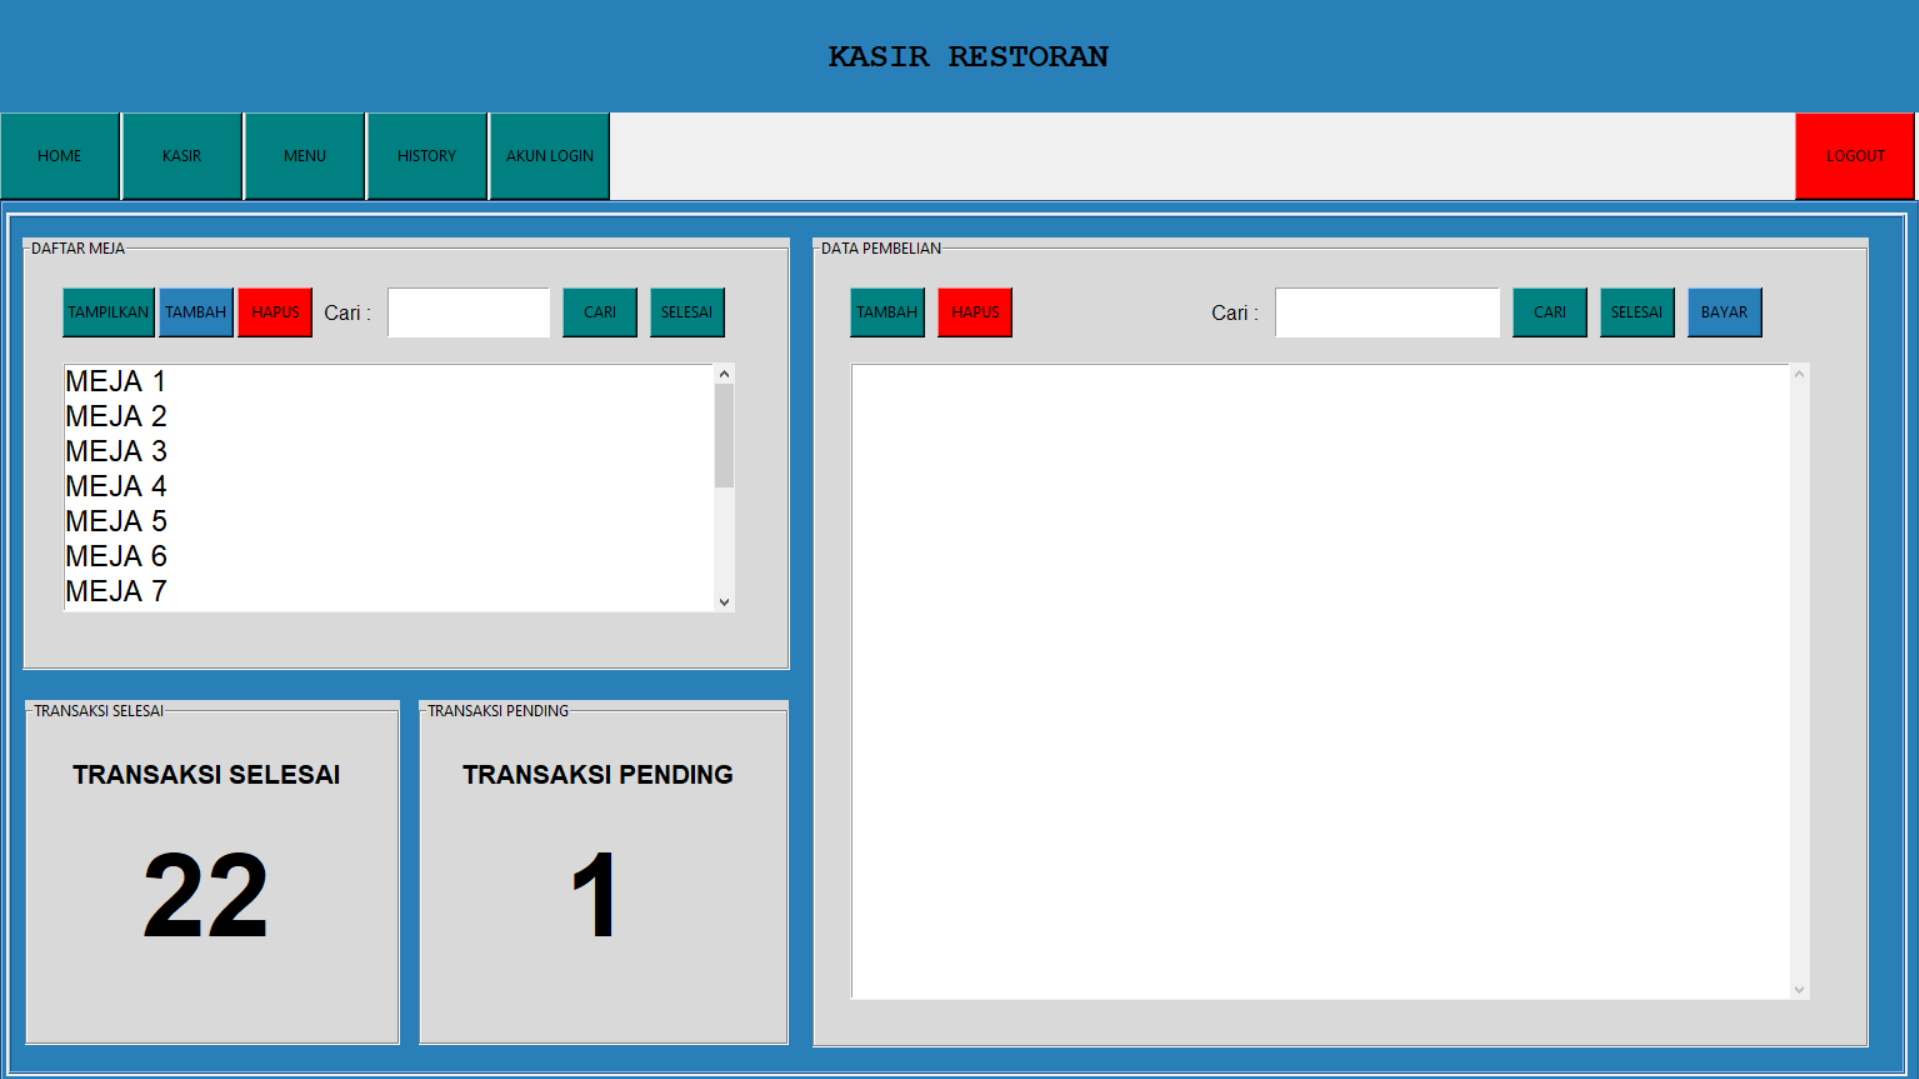 KASIR RESTORAN
HOME KASIR MENU HISTORY AKUN LOGIN LOGOUT
DAFTAR MEJA
TAMPILKAN TAMBAH HAPUS Cari : CARI SELESAI
MEJA 1
MEJA 2
MEJA 3
MEJA 4
MEJA 5
MEJA 6
MEJA 7
DATA PEMBELIAN
TAMBAH HAPUS Cari : CARI SELESAI BAYAR
TRANSAKSI SELESAI
TRANSAKSI SELESAI
22
TRANSAKSI PENDING
TRANSAKSI PENDING
1